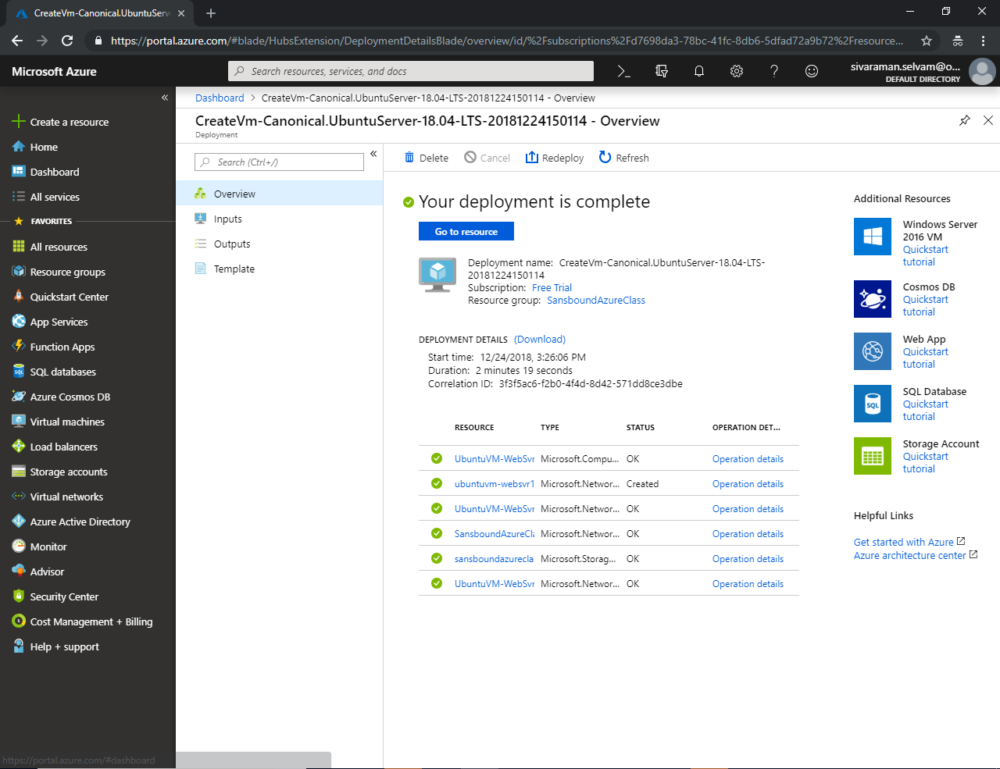 CreateVm-Canonical.UbuntuServ
https://portal.azure.com/#blade/HubsExtension/DeploymentDetailsBlade/overview/id/%2Fsubscriptions%2Fd7698da3-78bc-41fc-8db6-5dfad72a9b72%2Fresource...
Microsoft Azure
Search resources, services, and docs
sivaraman.selvam@o...
DEFAULT DIRECTORY
Create a resource
Home
Dashboard
All services
FAVORITES
All resources
Resource groups
Quickstart Center
App Services
Function Apps
SQL databases
Azure Cosmos DB
Virtual machines
Load balancers
Storage accounts
Virtual networks
Azure Active Directory
Monitor
Advisor
Security Center
Cost Management + Billing
Help + support
https://portal.azure.com/#dashboard
Dashboard > CreateVm-Canonical.UbuntuServer-18.04-LTS-20181224150114 - Overview
CreateVm-Canonical.UbuntuServer-18.04-LTS-20181224150114 - Overview
Deployment
Search (Ctrl+/)
Overview
Inputs
Outputs
Template
Delete Cancel Redeploy Refresh
Your deployment is complete
Go to resource
Deployment name: CreateVm-Canonical.UbuntuServer-18.04-LTS-
20181224150114
Subscription: Free Trial
Resource group: SansboundAzureClass
DEPLOYMENT DETAILS (Download)
Start time: 12/24/2018, 3:26:06 PM
Duration: 2 minutes 19 seconds
Correlation ID: 3f3f5ac6-f2b0-4f4d-8d42-571dd8ce3dbe
RESOURCE TYPE STATUS OPERATION DET...
UbuntuVM-WebSvr Microsoft.Compu... OK Operation details
ubuntuvm-websvr1 Microsoft.Networ... Created Operation details
UbuntuVM-WebSvr Microsoft.Networ... OK Operation details
SansboundAzureCla Microsoft.Networ... OK Operation details
sansboundazurecla Microsoft.Storag... OK Operation details
UbuntuVM-WebSvr Microsoft.Networ... OK Operation details
Additional Resources
Windows Server
2016 VM
Quickstart
tutorial
Cosmos DB
Quickstart
tutorial
Web App
Quickstart
tutorial
SQL
SQL Database
Quickstart
tutorial
Storage Account
Quickstart
tutorial
Helpful Links
Get started with Azure
Azure architecture center